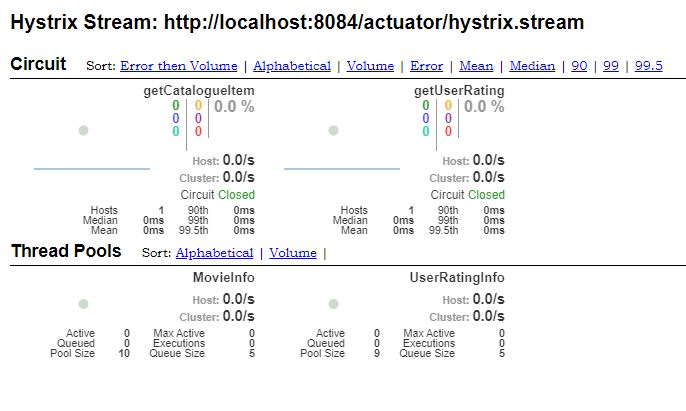 Hystrix Stream: http://localhost:8084/actuator/hystrix.stream
Circuit Sort: Error then Volume | Alphabetical | Volume | Error | Mean | Median | 90 | 99 | 99.5
getCatalogueItem
0 0 0.0 %
0 0
0 0
Host: 0.0/s
Cluster: 0.0/s
Circuit Closed
Hosts 1 90th 0ms
Median 0ms 99th 0ms
Mean 0ms 99.5th 0ms
getUserRating
0 0 0.0 %
0 0
0 0
Host: 0.0/s
Cluster: 0.0/s
Circuit Closed
Hosts 1 90th 0ms
Median 0ms 99th 0ms
Mean 0ms 99.5th 0ms
Thread Pools Sort: Alphabetical | Volume |
MovieInfo
Host: 0.0/s
Cluster: 0.0/s
Active 0 Max Active 0
Queued 0 Executions 0
Pool Size 10 Queue Size 5
UserRatingInfo
Host: 0.0/s
Cluster: 0.0/s
Active 0 Max Active 0
Queued 0 Executions 0
Pool Size 9 Queue Size 5